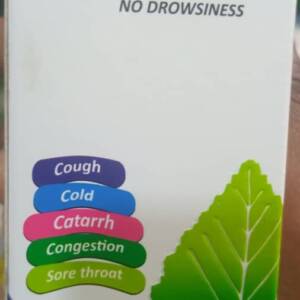 NO DROWSINESS
Cough
Cold
Catarrh
Congestion
Sore throat